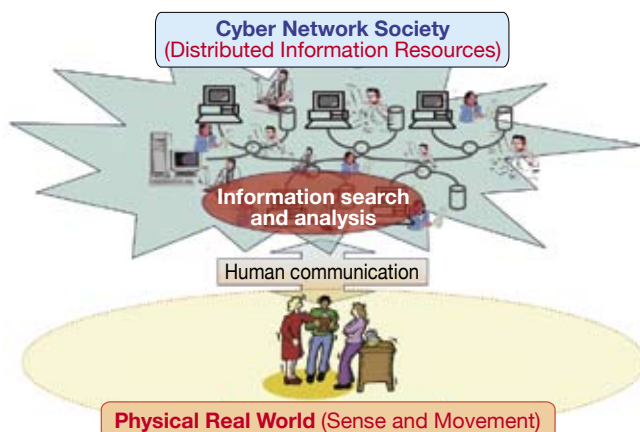 Cyber Network Society
(Distributed Information Resources)
Information search
and analysis
Human communication
Physical Real World (Sense and Movement)